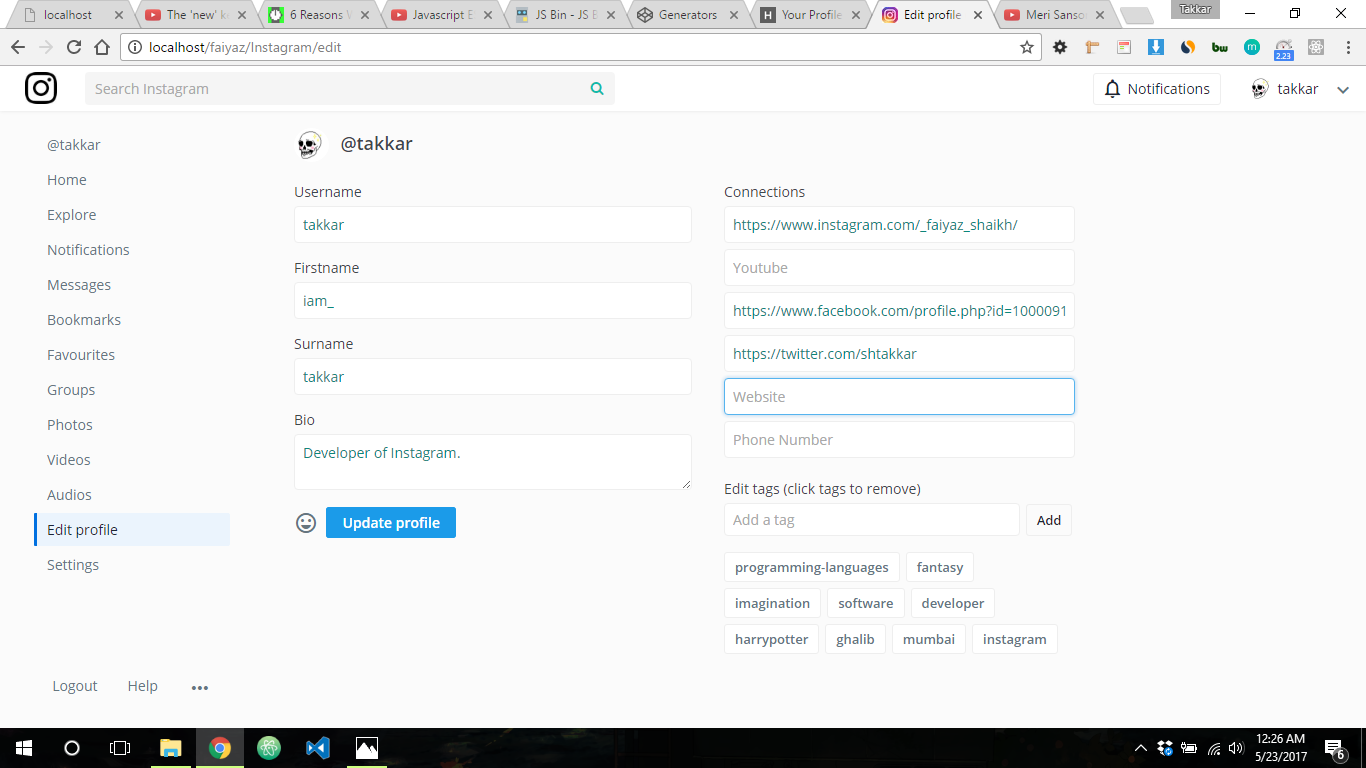 localhost
The 'new' k
6 Reasons
Javascript E
JS Bin - JS B
Generators
Your Profile
Edit profile
Meri Sanso
Takkar
localhost/faiyaz/Instagram/edit
bw
m
2.23
Search Instagram
Notifications
takkar
@takkar
Home
Explore
Notifications
Messages
Bookmarks
Favourites
Groups
Photos
Videos
Audios
Edit profile
Settings
Logout Help
@takkar
Username
takkar
Firstname
iam_
Surname
takkar
Bio
Developer of Instagram.
Update profile
Connections
https://www.instagram.com/_faiyaz_shaikh/
Youtube
https://www.facebook.com/profile.php?id=1000091
https://twitter.com/shtakkar
Website
Phone Number
Edit tags (click tags to remove)
Add a tag
Add
programming-languages fantasy
imagination software developer
harrypotter ghalib mumbai instagram
12:26 AM
5/23/2017
6